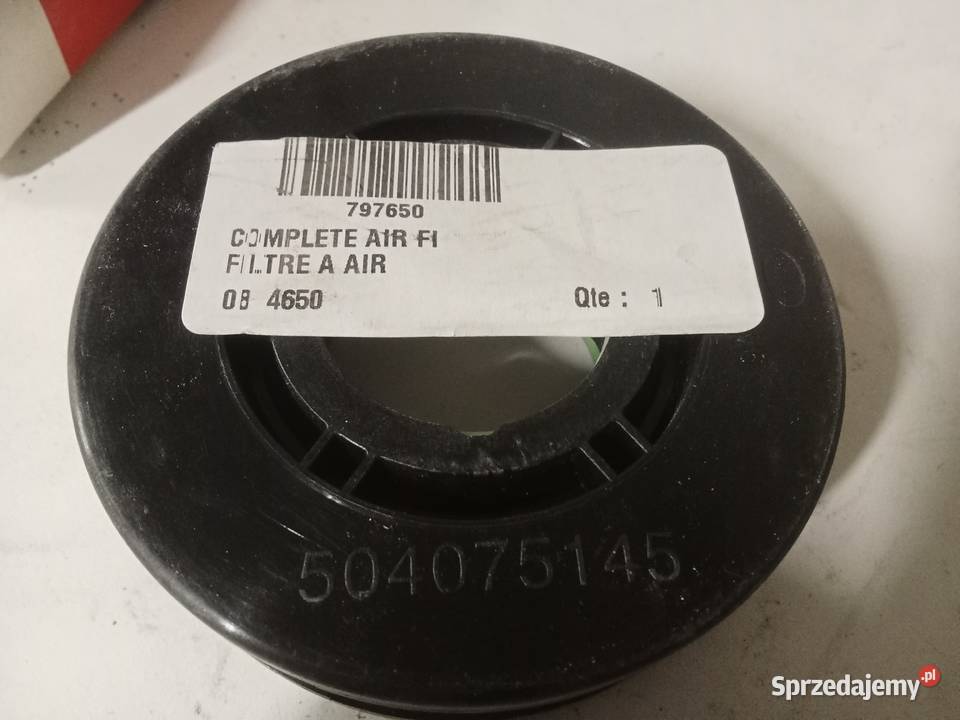 797650
COMPLETE AIR FI
FILTRE A AIR
08 4650 Qte : 1
504075145
Sprzedajemy.pl